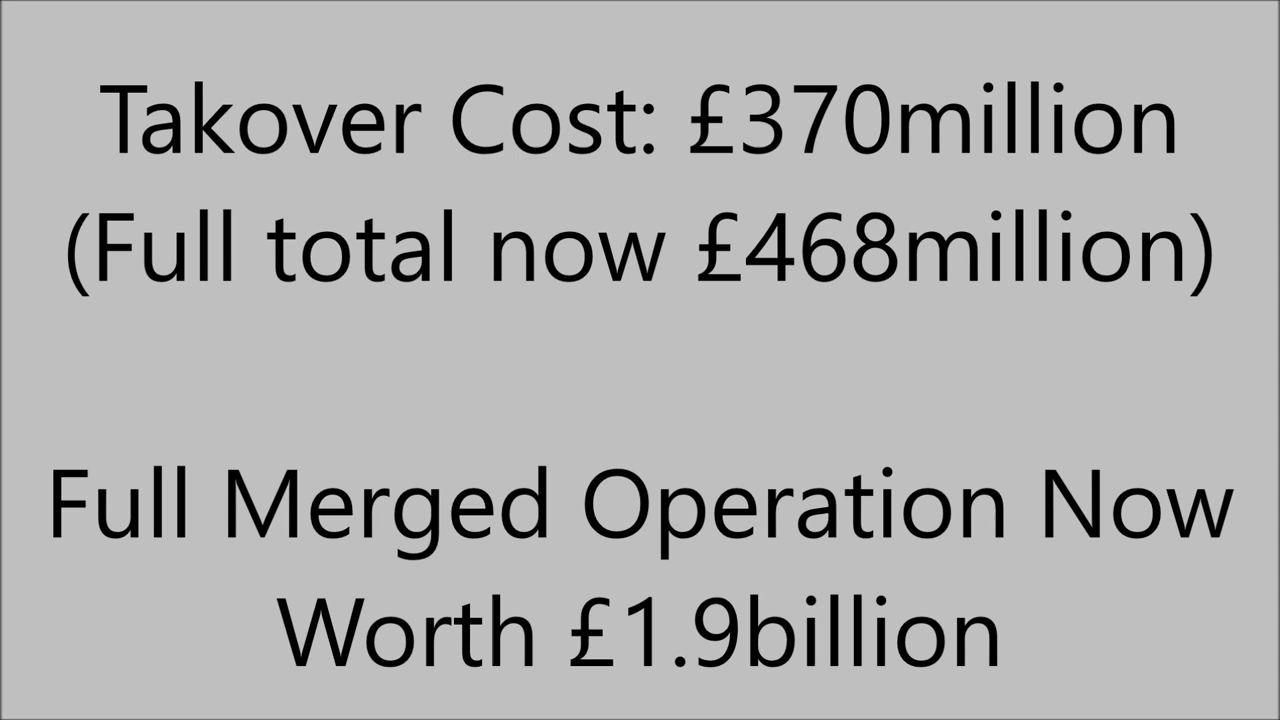 Takover Cost: £370million
(Full total now £468million)
Full Merged Operation Now
Worth £1.9billion